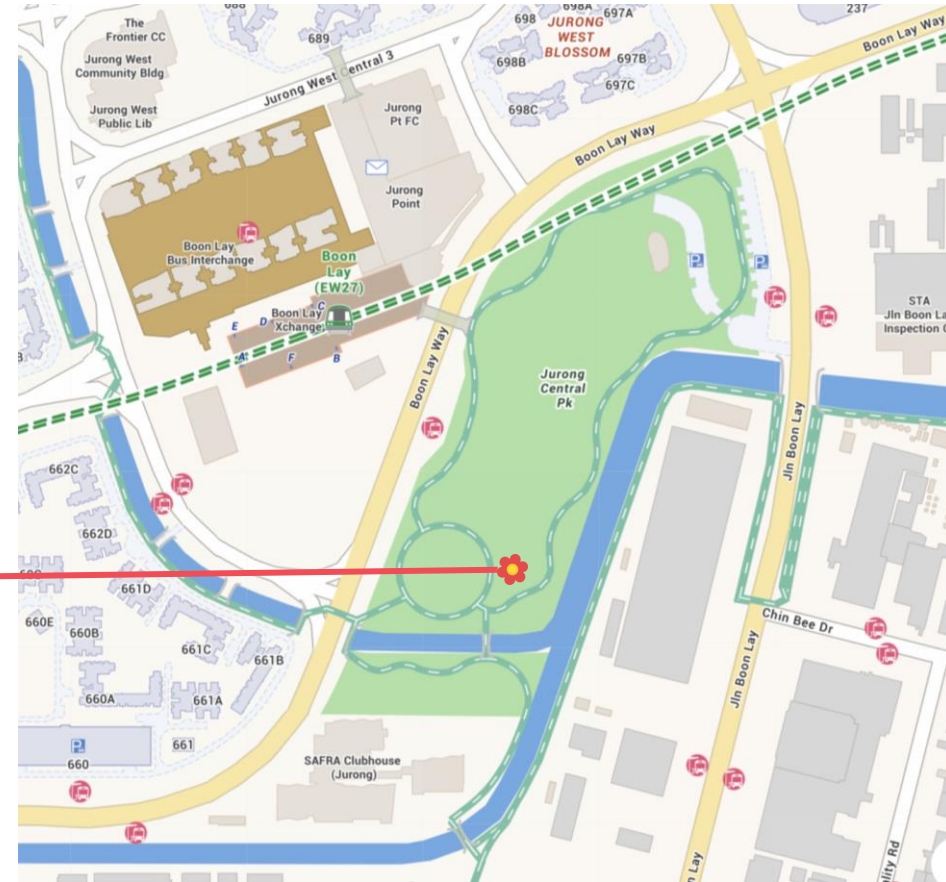 688
The
Frontier CC
Jurong West
Community Bldg
Jurong West
Public Lib
689
Jurong West Central 3
698
698A
697A
JURONG
WEST
BLOSSOM
698B
697B
697C
698C
237
Boon Lay Way
Boon Lay Way
Jurong
Pt FC
Jurong
Point
Boon Lay
Bus Interchange
Boon
Lay
(EW27)
Boon Lay
Xchange
E
D
C
A
F
B
P
P
STA
Jln Boon La
Inspection C
Boon Lay Way
Jurong
Central
Pk
Jln Boon Lay
662C
662D
661D
660E
660B
661C
661B
660A
661A
P
660
661
Chin Bee Dr
Jln Boon Lay
SAFRA Clubhouse
(Jurong)
n Lay
ality Rd